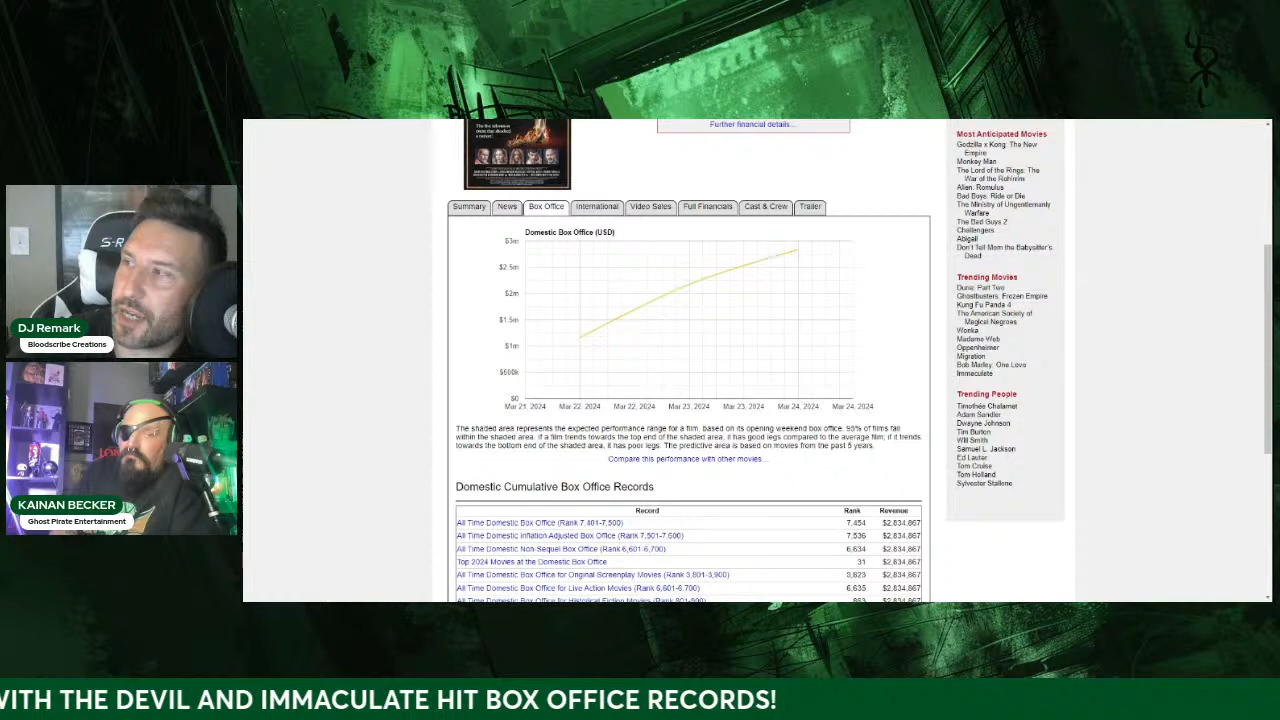 Further financial details...
Summary
News
Box Office
International
Video Sales
Full Financials
Cast & Crew
Trailer
Domestic Box Office (USD)
$3m
$2.5m
$2m
$1.5m
$1m
$500k
$0
Mar 21, 2024
Mar 22, 2024
Mar 22, 2024
Mar 23, 2024
Mar 23, 2024
Mar 24, 2024
Mar 24, 2024
The shaded area represents the expected performance range for a film, based on its opening weekend box office. 95% of films fall
within the shaded area. If a film trends towards the top end of the shaded area, it has good legs compared to the average film; if it trends
towards the bottom end of the shaded area, it has poor legs. The predictive area is based on movies from the past 5 years.
Compare this performance with other movies…
Domestic Cumulative Box Office Records
Record Rank Revenue
All Time Domestic Box Office (Rank 7,401-7,500) 7,454 $2,834,867
All Time Domestic Inflation Adjusted Box Office (Rank 7,501-7,600) 7,536 $2,834,867
All Time Domestic Non-Sequel Box Office (Rank 6,601-6,700) 6,634 $2,834,867
Top 2024 Movies at the Domestic Box Office 31 $2,834,867
All Time Domestic Box Office for Original Screenplay Movies (Rank 3,801-3,900) 3,823 $2,834,867
All Time Domestic Box Office for Live Action Movies (Rank 6,601-6,700) 6,635 $2,834,867
All Time Domestic Box Office for Historical Fiction Movies (Rank 801-900) 853 $2,834,867
Most Anticipated Movies
Godzilla x Kong: The New
Empire
Monkey Man
The Lord of the Rings: The
War of the Rohirrim
Alien: Romulus
Bad Boys: Ride or Die
The Ministry of Ungentlemanly
Warfare
The Bad Guys 2
Challengers
Abigail
Don't Tell Mom the Babysitter's
Dead
Trending Movies
Dune: Part Two
Ghostbusters: Frozen Empire
Kung Fu Panda 4
The American Society of
Magical Negroes
Wonka
Madame Web
Oppenheimer
Migration
Bob Marley: One Love
Immaculate
Trending People
Timothée Chalamet
Adam Sandler
Dwayne Johnson
Tim Burton
Will Smith
Samuel L. Jackson
Ed Lauter
Tom Cruise
Tom Holland
Sylvester Stallone
S-R
DJ Remark
Bloodscribe Creations
KAINAN BECKER
Ghost Pirate Entertainment
WITH THE DEVIL AND IMMACULATE HIT BOX OFFICE RECORDS!